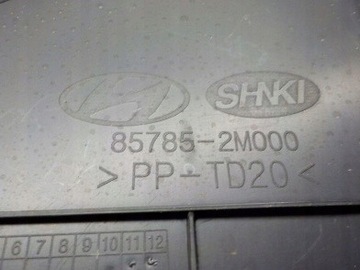 SHNKI
85785-2M000
>PP-TD20<
6 7 8 9 10 11 12